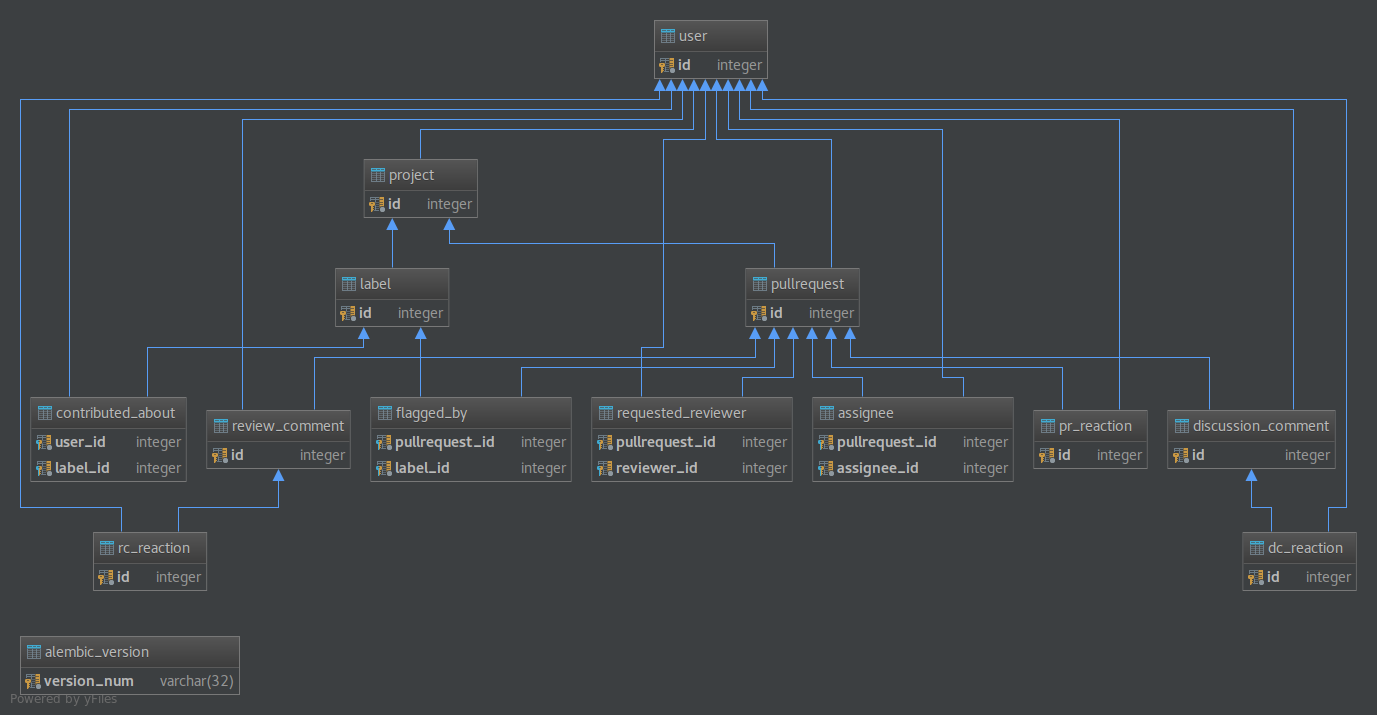 user
id integer
project
id integer
label
id integer
pullrequest
id integer
contributed_about
user_id integer
label_id integer
review_comment
id integer
flagged_by
pullrequest_id integer
label_id integer
requested_reviewer
pullrequest_id integer
reviewer_id integer
assignee
pullrequest_id integer
assignee_id integer
pr_reaction
id integer
discussion_comment
id integer
rc_reaction
id integer
dc_reaction
id integer
alembic_version
version_num varchar(32)
Powered by yFiles